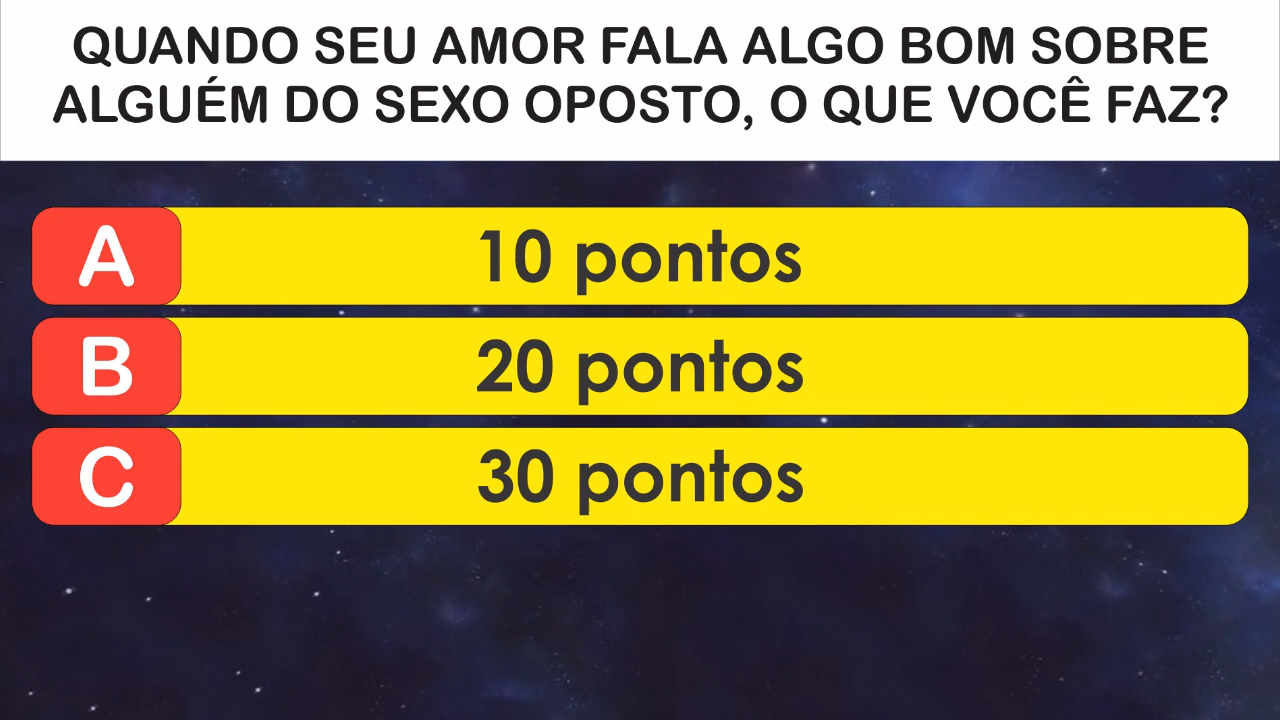 QUANDO SEU AMOR FALA ALGO BOM SOBRE
ALGUÉM DO SEXO OPOSTO, O QUE VOCÊ FAZ?
A 10 pontos
B 20 pontos
C 30 pontos